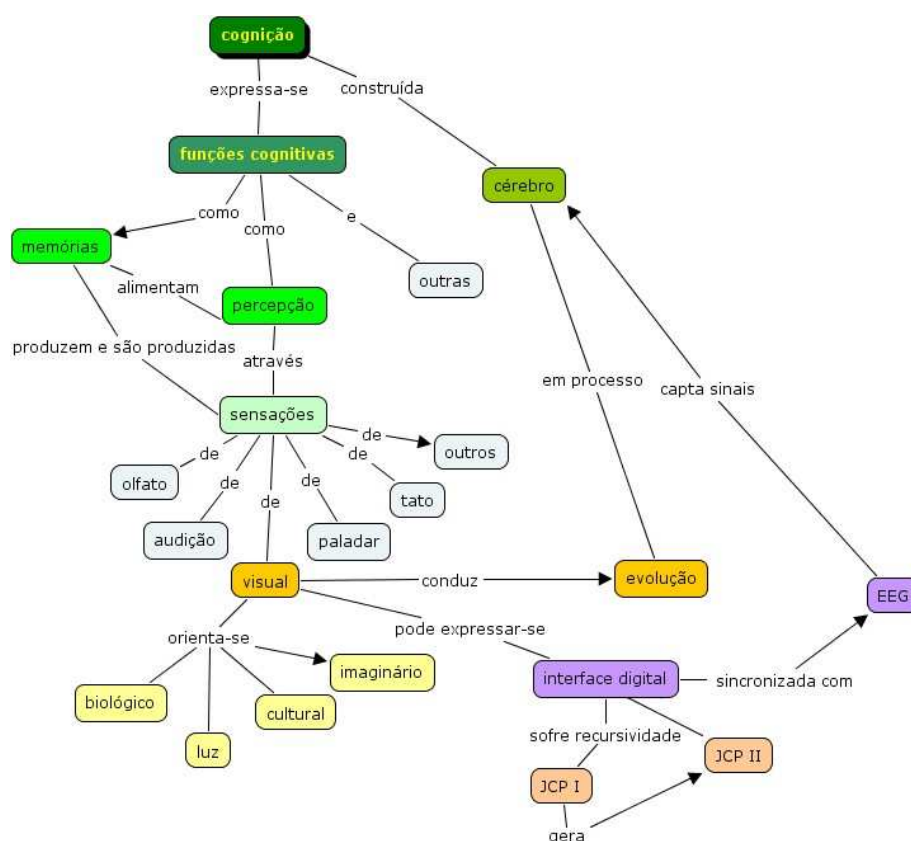 cognição
expressa-se
construída
funções cognitivas
cérebro
como
como
e
memórias
outras
alimentam
percepção
produzem e são produzidas
através
em processo
capta sinais
sensações
de
de
outros
de
de
de
de
olfato
tato
audição
paladar
visual
conduz
evolução
EEG
orienta-se
pode expressar-se
imaginário
biológico
cultural
interface digital
sincronizada com
luz
sofre recursividade
JCP II
JCP I
gera